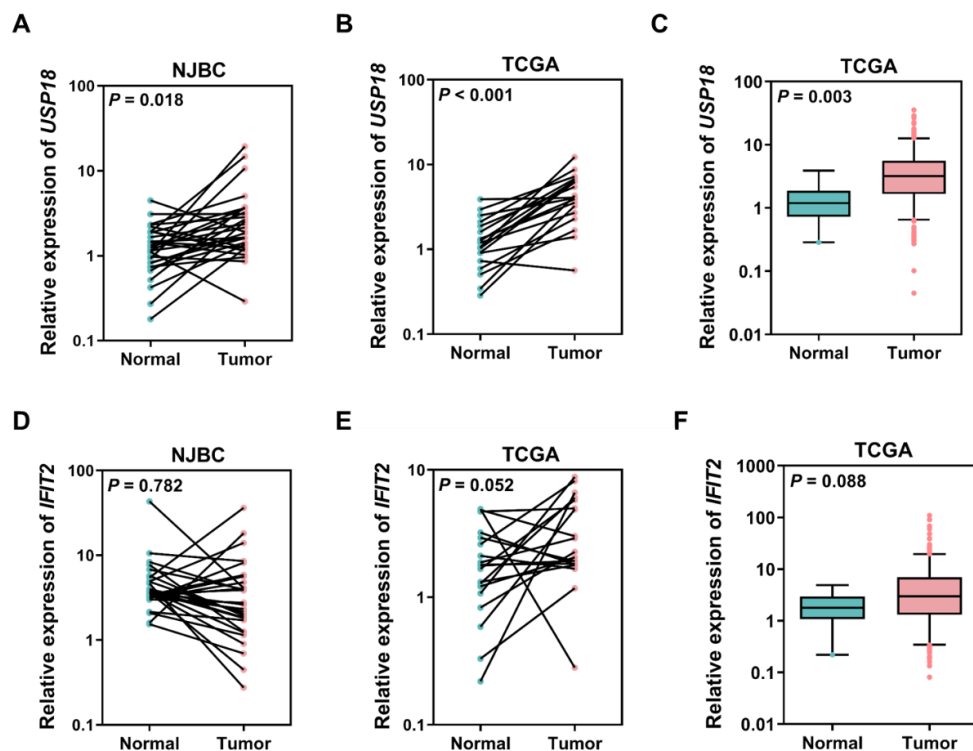 A
NJBC
P = 0.018
Relative expression of USP18
100
10
1
0.1
Normal
Tumor
B
TCGA
P < 0.001
Relative expression of USP18
100
10
1
0.1
Normal
Tumor
C
TCGA
P = 0.003
Relative expression of USP18
100
10
1
0.1
0.01
Normal
Tumor
D
NJBC
P = 0.782
Relative expression of IFIT2
100
10
1
0.1
Normal
Tumor
E
TCGA
P = 0.052
Relative expression of IFIT2
10
1
0.1
Normal
Tumor
F
TCGA
P = 0.088
Relative expression of IFIT2
1000
100
10
1
0.1
0.01
Normal
Tumor